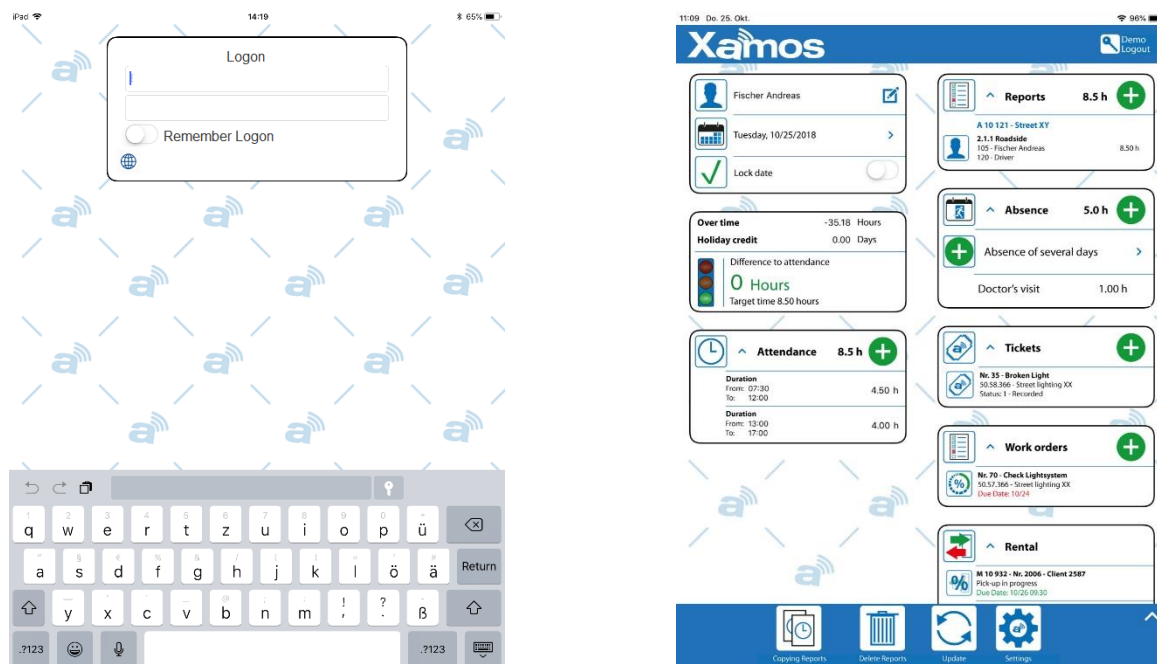 iPad 14:19 65%
Logon
Remember Logon
q w e r t z u i o p ü
a s d f g h j k l ö ä Return
y x c v b n m ! , ? . ß
.?123 .?123
11:09 Do. 25. Okt. 96%
Xamos
Demo
Logout
Fischer Andreas
Tuesday, 10/25/2018
Lock date
Over time -35.18 Hours
Holiday credit 0.00 Days
Difference to attendance
0 Hours
Target time 8.50 hours
Attendance 8.5 h
Duration
From: 07:30
To: 12:00
4.50 h
Duration
From: 13:00
To: 17:00
4.00 h
Reports 8.5 h
A 10 121 - Street XY
2.1.1 Roadside
105 - Fischer Andreas 8.50 h
120 - Driver
Absence 5.0 h
Absence of several days
Doctor's visit 1.00 h
Tickets
Nr. 35 - Broken Light
50.58.366 - Street lighting XX
Status: 1 - Recorded
Work orders
Nr. 70 - Check Lightsystem
50.57.366 - Street lighting XX
Due Date: 10/24
Rental
M 10 932 - Nr. 2006 - Client 2587
Pick-up in progress
Due Date: 10/26 09:30
Copying Reports Delete Reports Update Settings